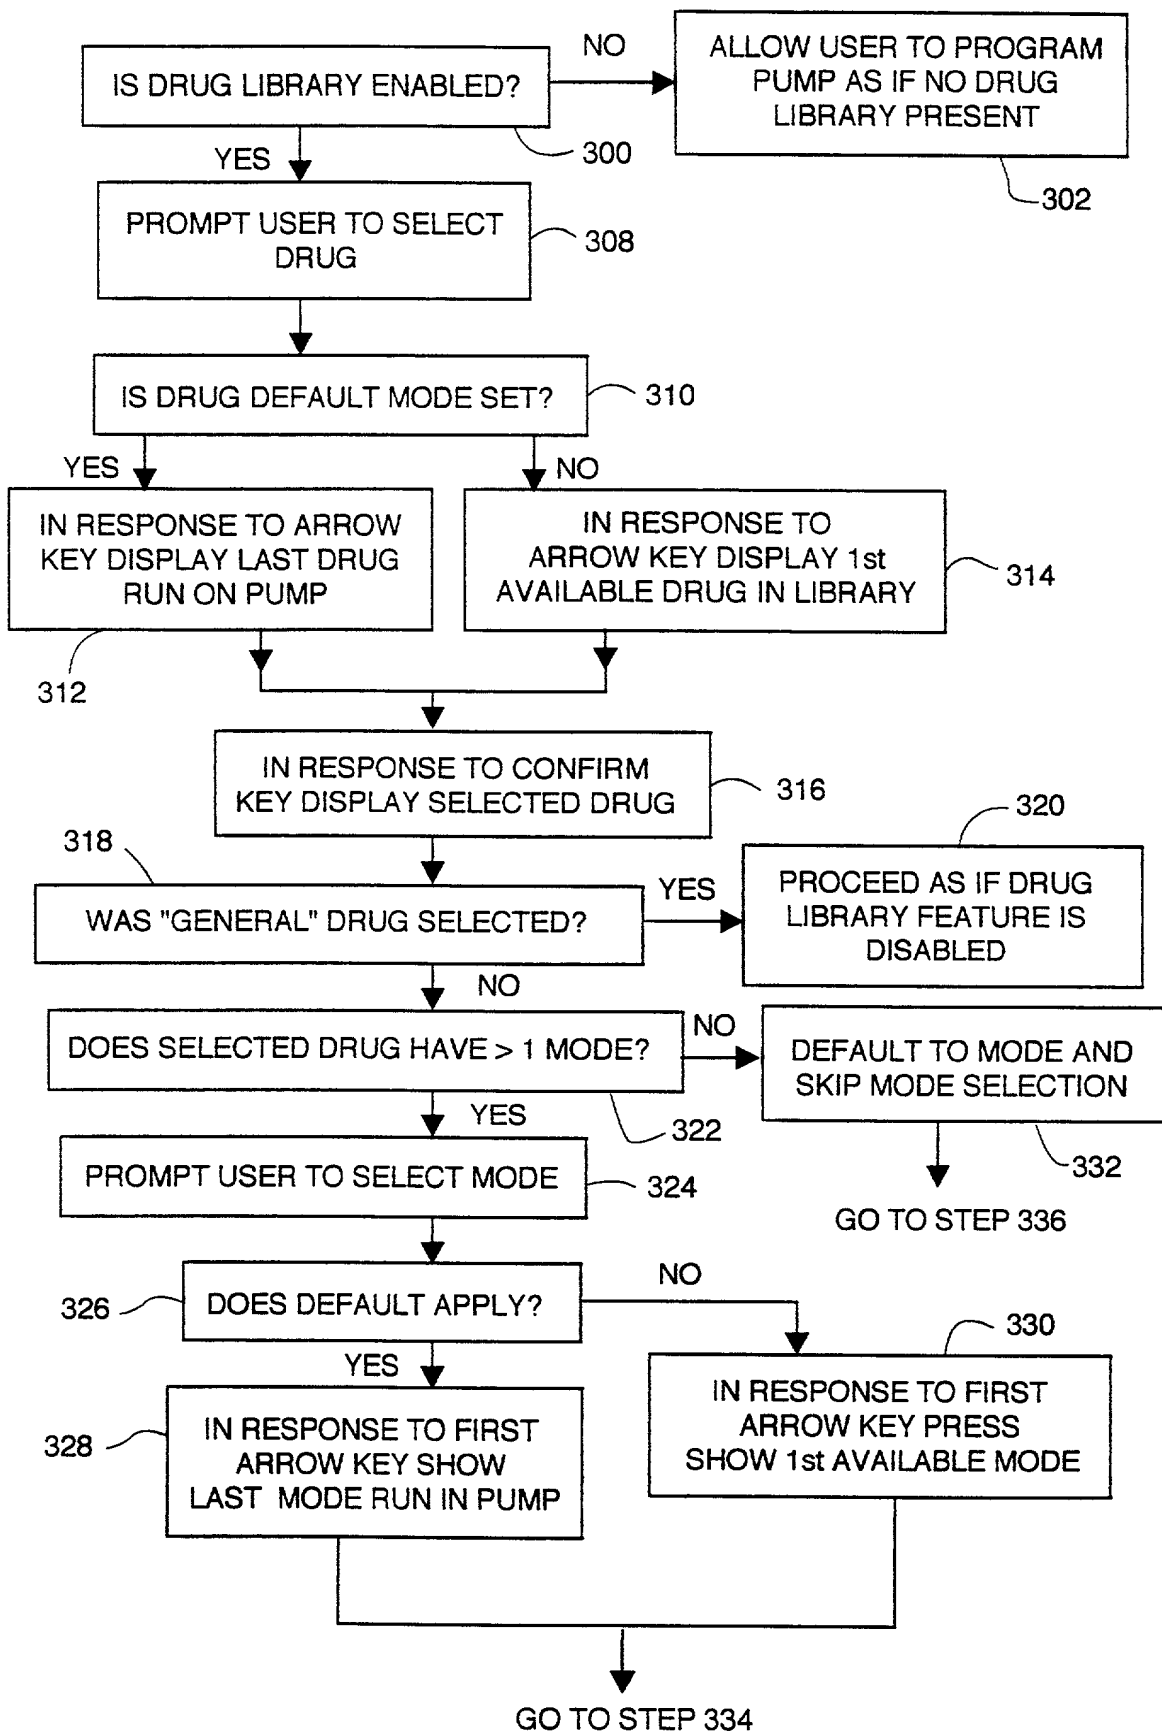 IS DRUG LIBRARY ENABLED?
NO
ALLOW USER TO PROGRAM
PUMP AS IF NO DRUG
LIBRARY PRESENT
300
302
YES
PROMPT USER TO SELECT
DRUG
308
IS DRUG DEFAULT MODE SET?
310
YES
NO
IN RESPONSE TO ARROW
KEY DISPLAY LAST DRUG
RUN ON PUMP
312
IN RESPONSE TO
ARROW KEY DISPLAY 1st
AVAILABLE DRUG IN LIBRARY
314
IN RESPONSE TO CONFIRM
KEY DISPLAY SELECTED DRUG
316
318
WAS "GENERAL" DRUG SELECTED?
YES
320
PROCEED AS IF DRUG
LIBRARY FEATURE IS
DISABLED
NO
DOES SELECTED DRUG HAVE > 1 MODE?
322
NO
DEFAULT TO MODE AND
SKIP MODE SELECTION
332
GO TO STEP 336
YES
PROMPT USER TO SELECT MODE
324
326
DOES DEFAULT APPLY?
NO
YES
328
IN RESPONSE TO FIRST
ARROW KEY SHOW
LAST MODE RUN IN PUMP
330
IN RESPONSE TO FIRST
ARROW KEY PRESS
SHOW 1st AVAILABLE MODE
GO TO STEP 334